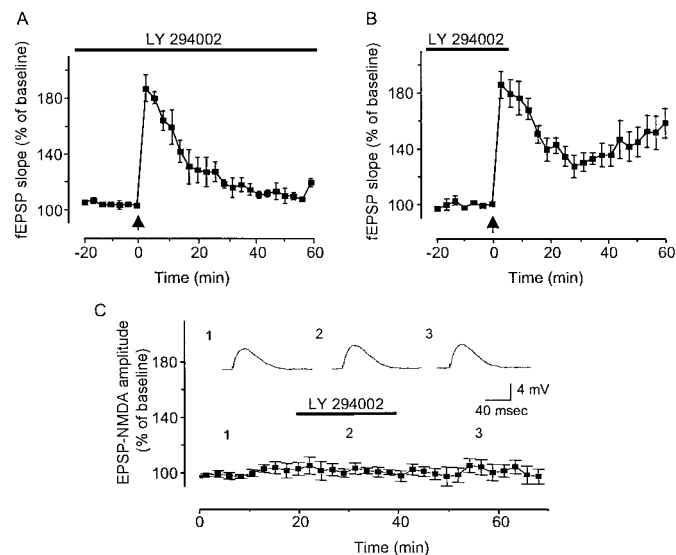 A
LY 294002
fEPSP slope (% of baseline)
180
140
100
-20 0 20 40 60
Time (min)
B
LY 294002
fEPSP slope (% of baseline)
180
140
100
-20 0 20 40 60
Time (min)
C
1 2 3
EPSP-NMDA amplitude
(% of baseline)
180
140
100
4 mV
40 msec
LY 294002
1 2 3
0 20 40 60
Time (min)